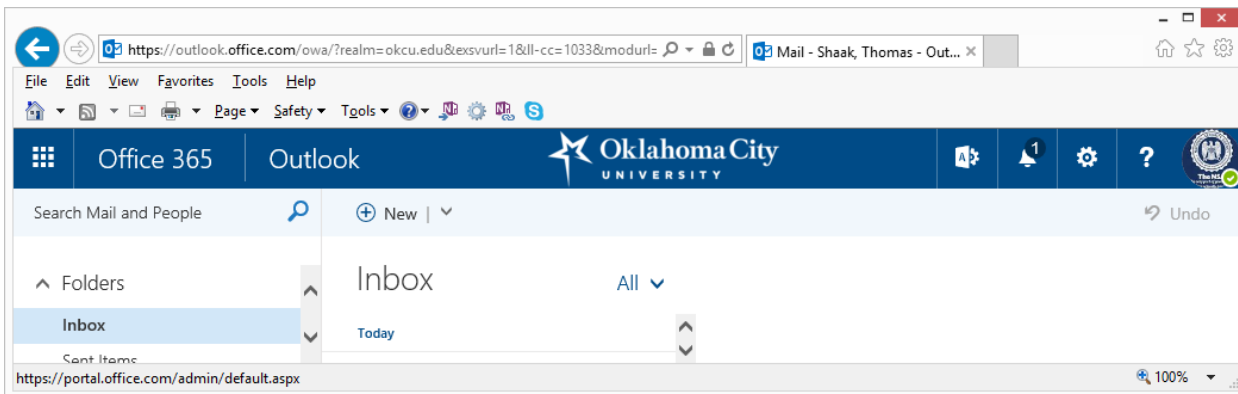 https://outlook.office.com/owa/?realm=okcu.edu&exsvurl=1&ll-cc=1033&modurl= Mail - Shaak, Thomas - Out...
File Edit View Favorites Tools Help
Page Safety Tools
Office 365 Outlook Oklahoma City 1 ?
UNIVERSITY
Search Mail and People New | Undo
Folders Inbox All
Inbox Today
Sent Items
https://portal.office.com/admin/default.aspx 100%